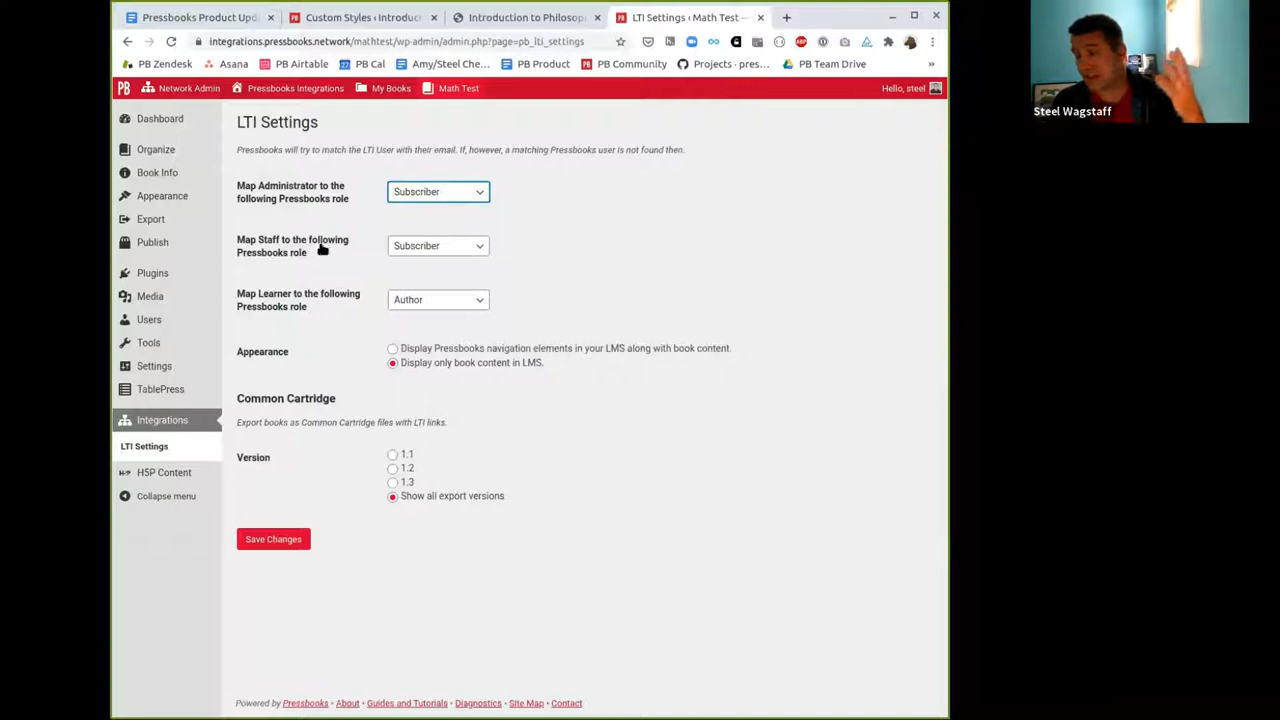 Pressbooks Product Upd
Custom Styles ‹ Introduc
Introduction to Philosop
LTI Settings ‹ Math Test —
integrations.pressbooks.network/mathtest/wp-admin/admin.php?page=pb_lti_settings
PB Zendesk
Asana
PB Airtable
PB Cal
Amy/Steel Che...
PB Product
PB Community
Projects · pres...
PB Team Drive
»
Network Admin
Pressbooks Integrations
My Books
Math Test
Hello, steel
Dashboard
Organize
Book Info
Appearance
Export
Publish
Plugins
Media
Users
Tools
Settings
TablePress
Integrations
LTI Settings
H5P Content
Collapse menu
LTI Settings
Pressbooks will try to match the LTI User with their email. If, however, a matching Pressbooks user is not found then.
Map Administrator to the
following Pressbooks role
Subscriber
Map Staff to the following
Pressbooks role
Subscriber
Map Learner to the following
Pressbooks role
Author
Appearance
Display Pressbooks navigation elements in your LMS along with book content.
Display only book content in LMS.
Common Cartridge
Export books as Common Cartridge files with LTI links.
Version
1.1
1.2
1.3
Show all export versions
Save Changes
Powered by Pressbooks · About · Guides and Tutorials · Diagnostics · Site Map · Contact
Steel Wagstaff